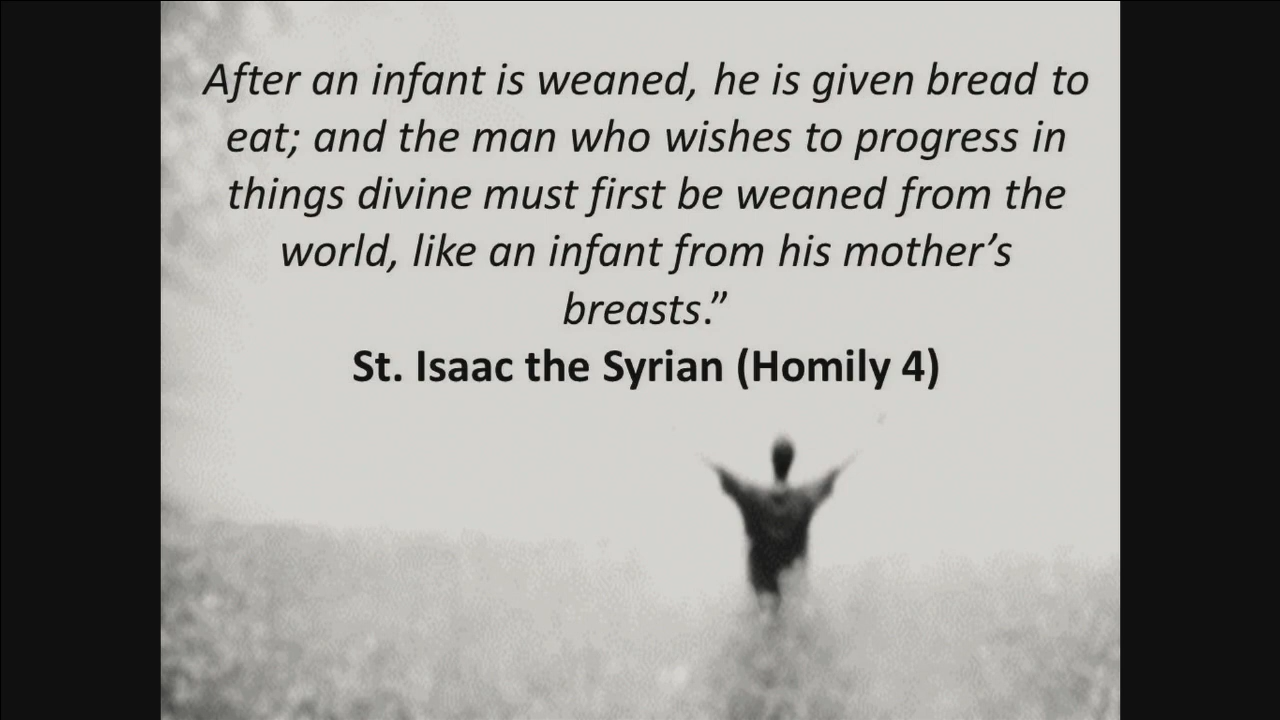 After an infant is weaned, he is given bread to
eat; and the man who wishes to progress in
things divine must first be weaned from the
world, like an infant from his mother’s
breasts.”
St. Isaac the Syrian (Homily 4)